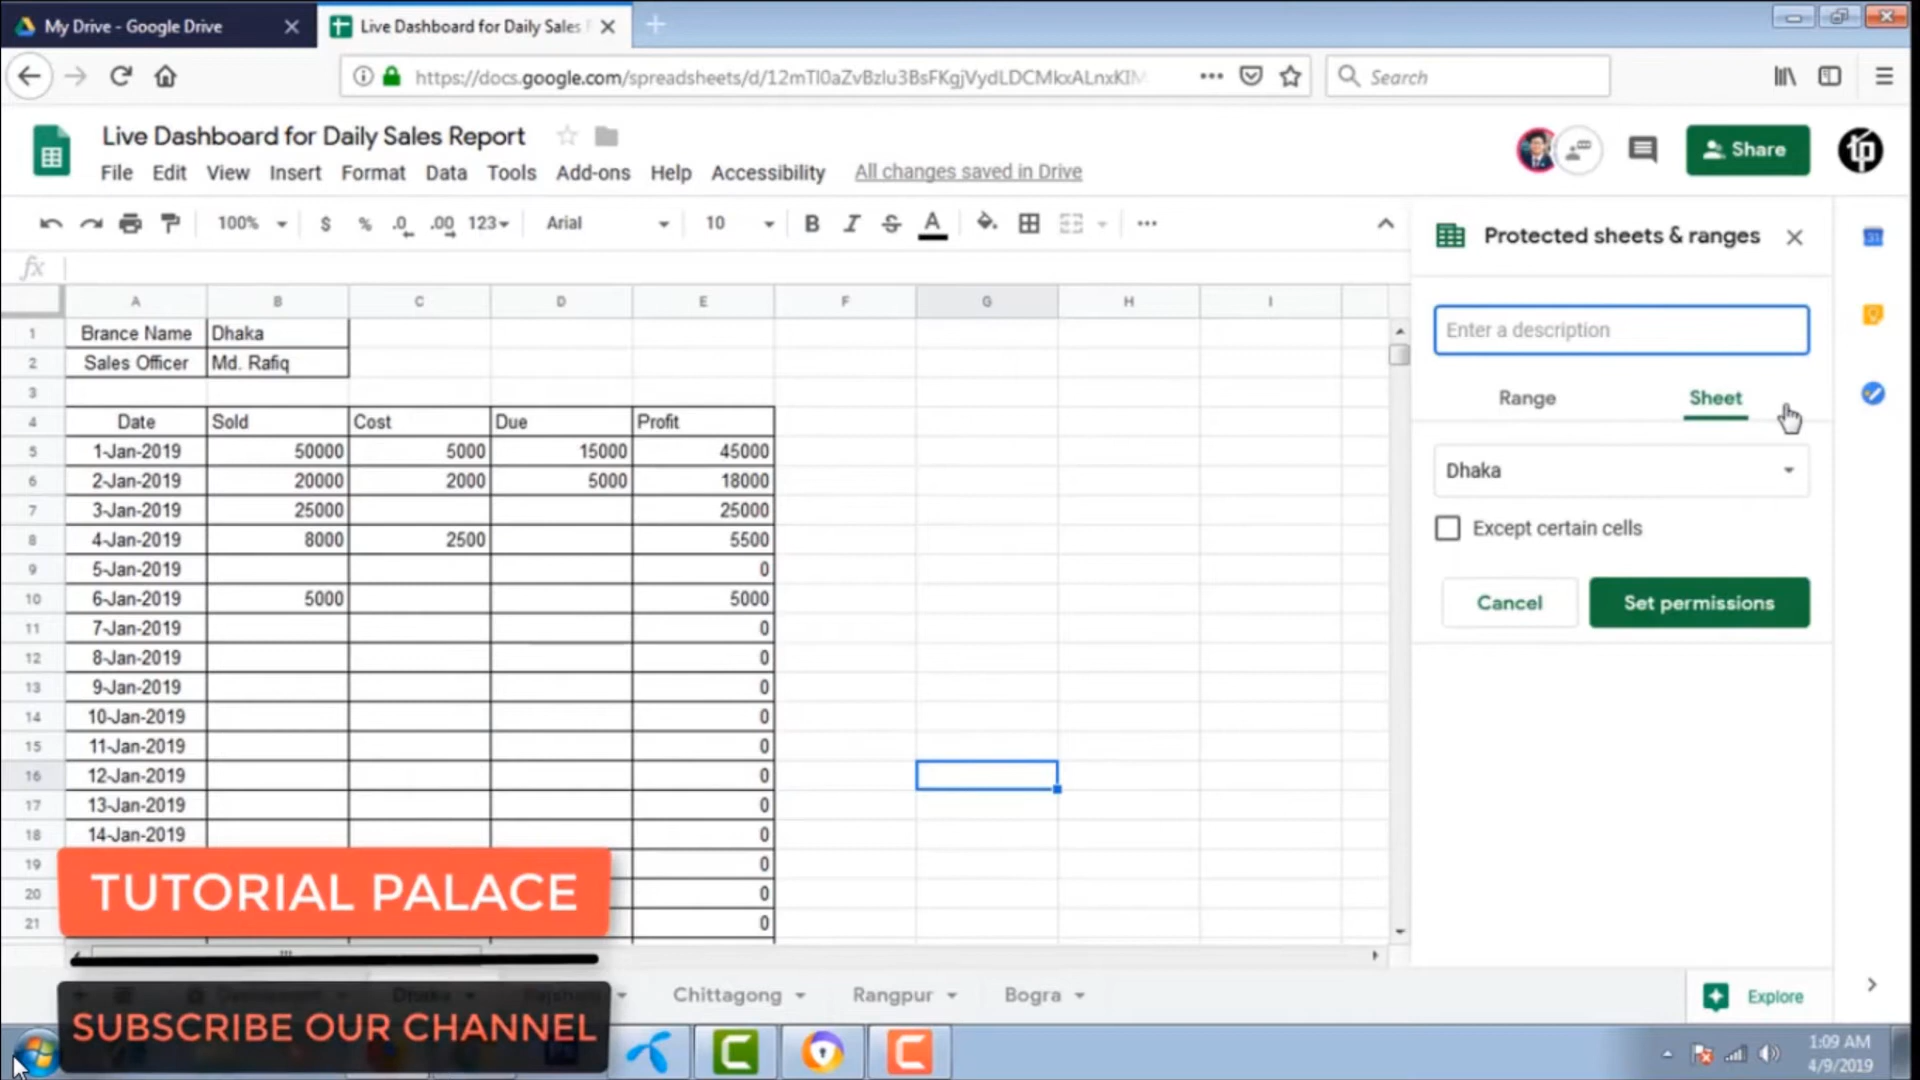 My Drive - Google Drive
Live Dashboard for Daily Sales
https://docs.google.com/spreadsheets/d/12mTl0aZvBzlu3BsFKgjVydLDCMkxALnxKIM
Search
Live Dashboard for Daily Sales Report
Share
File Edit View Insert Format Data Tools Add-ons Help Accessibility All changes saved in Drive
100% $ % .0 .00 123 Arial 10 B I S A
Protected sheets & ranges
fx
A B C D E F G H I
Enter a description
Range Sheet
Dhaka
Except certain cells
Cancel Set permissions
1 Brance Name Dhaka
2 Sales Officer Md. Rafiq
3
4 Date Sold Cost Due Profit
5 1-Jan-2019 50000 5000 15000 45000
6 2-Jan-2019 20000 2000 5000 18000
7 3-Jan-2019 25000 25000
8 4-Jan-2019 8000 2500 5500
9 5-Jan-2019 0
10 6-Jan-2019 5000 5000
11 7-Jan-2019 0
12 8-Jan-2019 0
13 9-Jan-2019 0
14 10-Jan-2019 0
15 11-Jan-2019 0
16 12-Jan-2019 0
17 13-Jan-2019 0
18 14-Jan-2019 0
19 0
20 0
21 0
TUTORIAL PALACE
Dhaka Chittagong Rangpur Bogra
Explore
SUBSCRIBE OUR CHANNEL
1:09 AM
4/9/2019